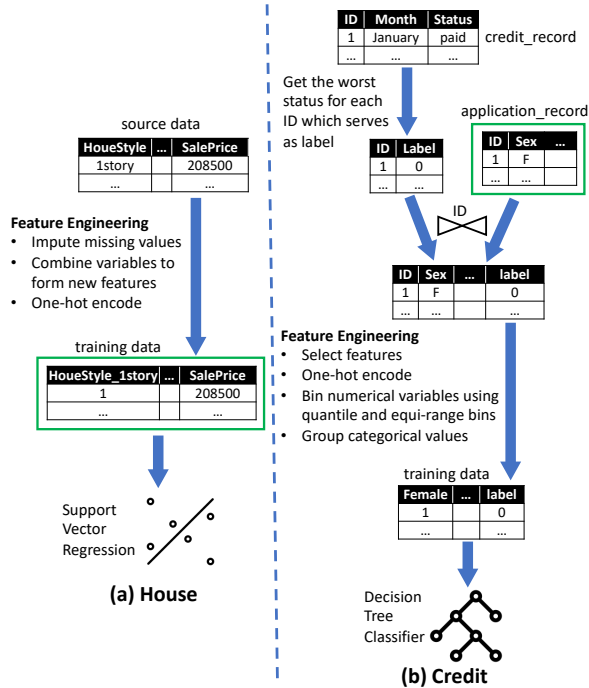 source data
HoueStyle ... SalePrice
1story 208500
... ...
Feature Engineering
• Impute missing values
• Combine variables to
form new features
• One-hot encode
training data
HoueStyle_1story ... SalePrice
1 208500
... ...
Support
Vector
Regression
(a) House
ID Month Status
1 January paid
... ... ...
credit_record
Get the worst
status for each
ID which serves
as label
application_record
ID Label
1 0
... ...
ID Sex ...
1 F
... ...
ID
ID Sex ... label
1 F 0
... ... ...
Feature Engineering
• Select features
• One-hot encode
• Bin numerical variables using
quantile and equi-range bins
• Group categorical values
training data
Female ... label
1 0
... ...
Decision
Tree
Classifier
(b) Credit